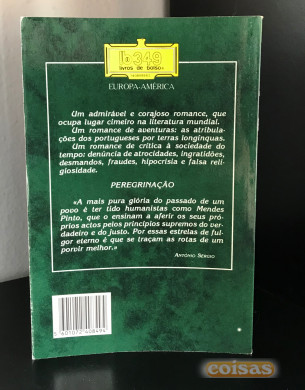 349
livros de bolso
EUROPA-AMÉRICA
Um admirável e corajoso romance, que
ocupa lugar cimeiro na literatura mundial.
Um romance de aventuras: as atribula-
ções dos portugueses por terras longínquas.
Um romance de crítica à sociedade do
tempo: denúncia de atrocidades, ingratidões,
desmandos, fraudes, hipocrisia e falsa reli-
giosidade.
PEREGRINAÇÃO
«A mais pura glória do passado de um
povo é ter tido humanistas como Mendes
Pinto, que o ensinam a aferir os seus pró-
prios actos pelos princípios supremos do ver-
dadeiro e do justo. Por essas estrelas de ful-
gor eterno é que se traçam as rotas de um
porvir melhor.»
ANTÓNIO SÉRGIO
5601072408494
coisas